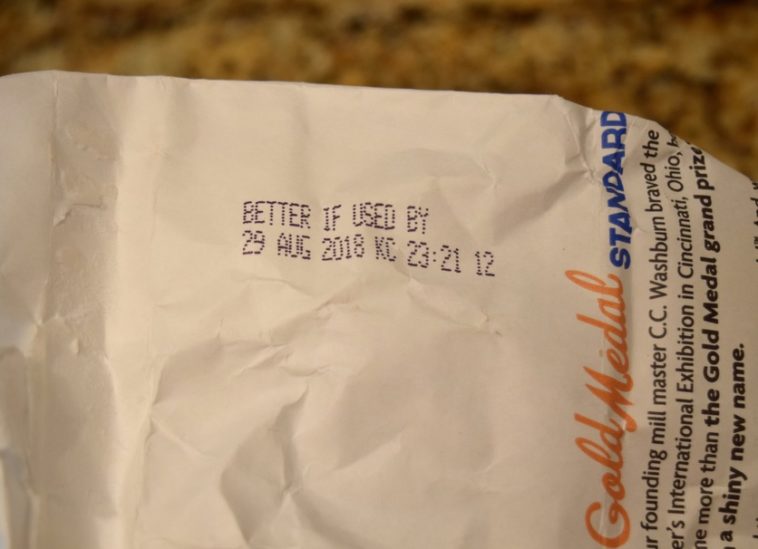 BETTER IF USED BY
29 AUG 2018 KC 23:21 12
Gold Medal STANDARD
founding mill master C.C. Washburn braved the
International Exhibition in Cincinnati, Ohio,
more than the Gold Medal grand prize
a shiny new name.